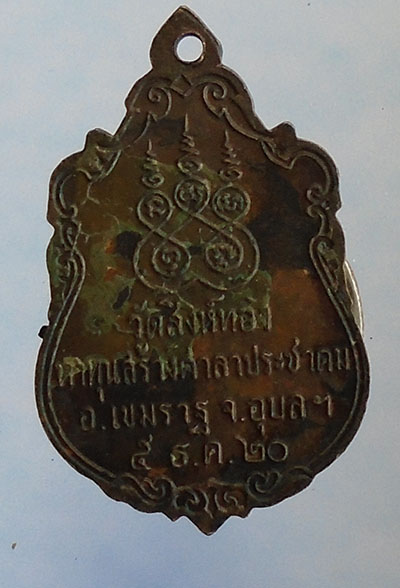 วัดสิงห์ทอง
หาทุนสร้างศาลาประชาคม
อ.เขมราฐ จ.อุบลฯ
๕ ธ.ค.๒๐